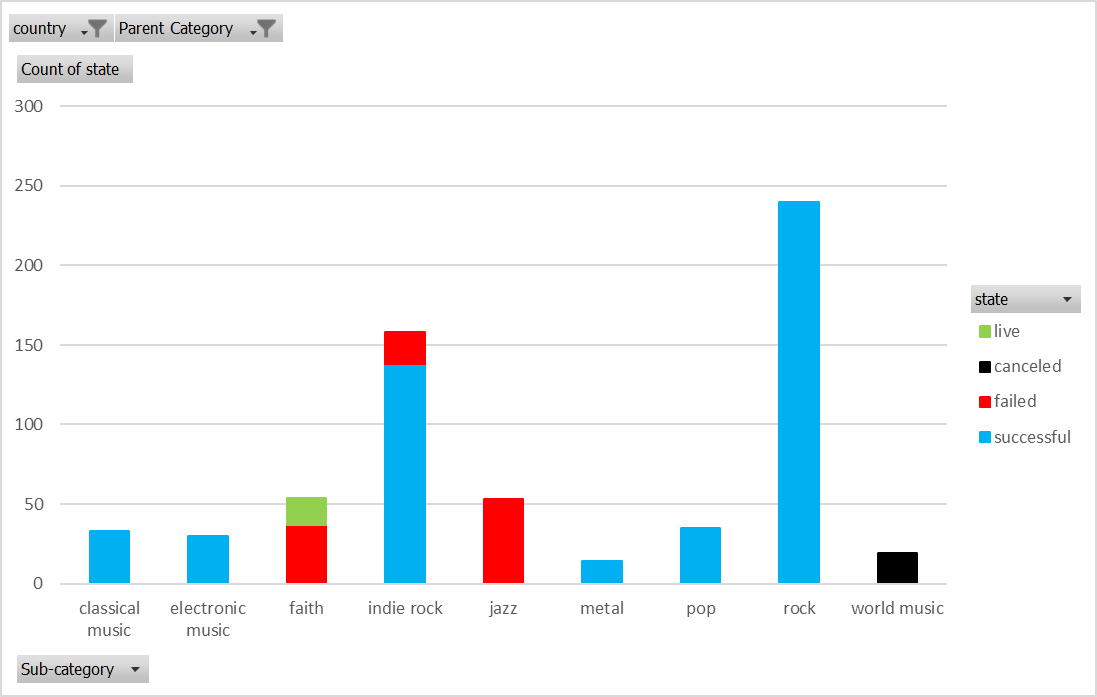 country Parent Category
Count of state
300
250
200
150
100
50
0
classical music
electronic music
faith
indie rock
jazz
metal
pop
rock
world music
state
live
canceled
failed
successful
Sub-category